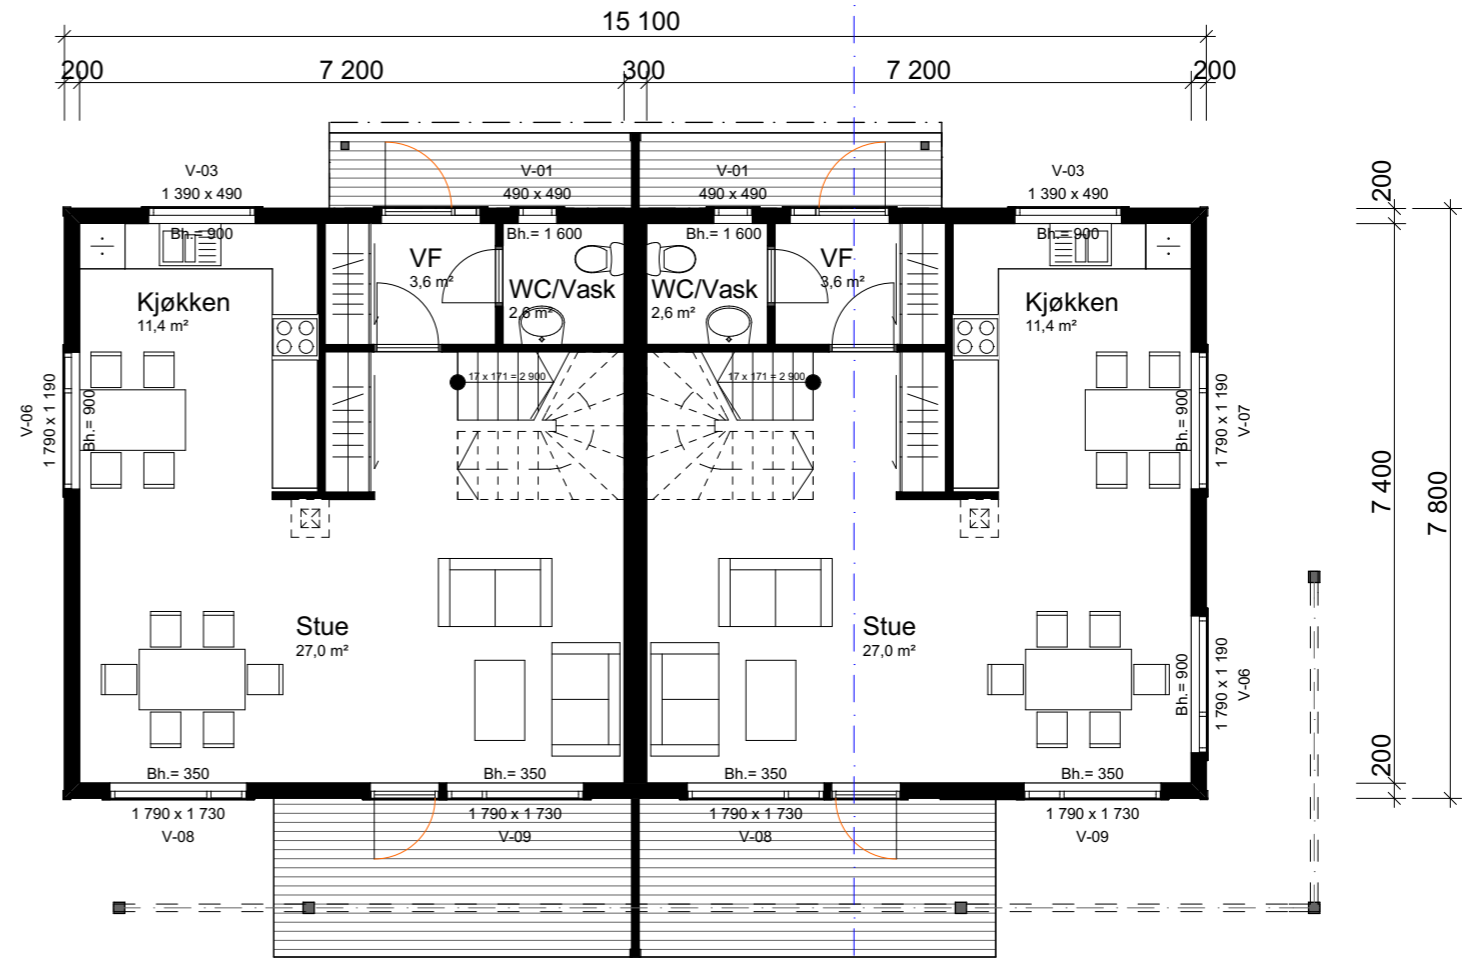 15 100
200 7 200 300 7 200 200
V-03 V-01 V-01 V-03
1 390 x 490 490 x 490 490 x 490 1 390 x 490
Bh.= 900 Bh.= 1 600 Bh.= 1 600 Bh.= 900
VF VF
3,6 m² 3,6 m²
Kjøkken WC/Vask WC/Vask Kjøkken
11,4 m² 2,6 m² 2,6 m² 11,4 m²
17 x 171 = 2 900 17 x 171 = 2 900
V-06
1 790 x 1 190
Bh.= 900
Bh.= 900
1 790 x 1 190
V-07
200
7 400
7 800
200
Stue Stue
27,0 m² 27,0 m²
Bh.= 900
1 790 x 1 190
V-06
Bh.= 350 Bh.= 350 Bh.= 350 Bh.= 350
1 790 x 1 730 1 790 x 1 730 1 790 x 1 730 1 790 x 1 730
V-08 V-09 V-08 V-09